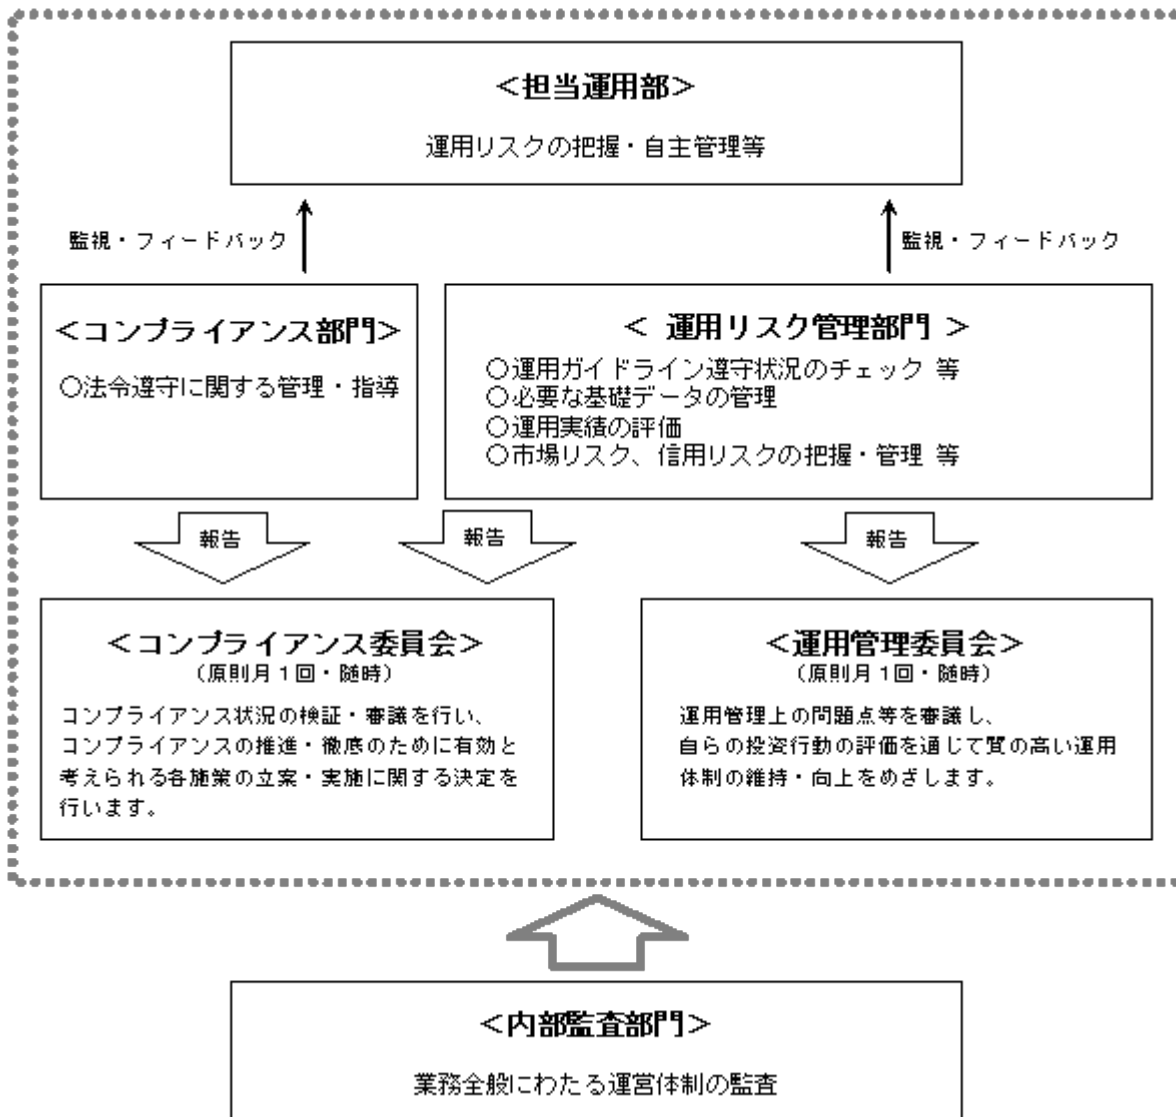 ＜担当運用部＞
運用リスクの把握・自主管理等
監視・フィードバック
監視・フィードバック
＜コンプライアンス部門＞
○法令遵守に関する管理・指導
＜ 運用リスク管理部門 ＞
○運用ガイドライン遵守状況のチェック 等
○必要な基礎データの管理
○運用実績の評価
○市場リスク、信用リスクの把握・管理 等
報告
報告
報告
＜コンプライアンス委員会＞
（原則月１回・随時）
コンプライアンス状況の検証・審議を行い、
コンプライアンスの推進・徹底のために有効と
考えられる各施策の立案・実施に関する決定を
行います。
＜運用管理委員会＞
（原則月１回・随時）
運用管理上の問題点等を審議し、
自らの投資行動の評価を通じて質の高い運用
体制の維持・向上をめざします。
＜内部監査部門＞
業務全般にわたる運営体制の監査